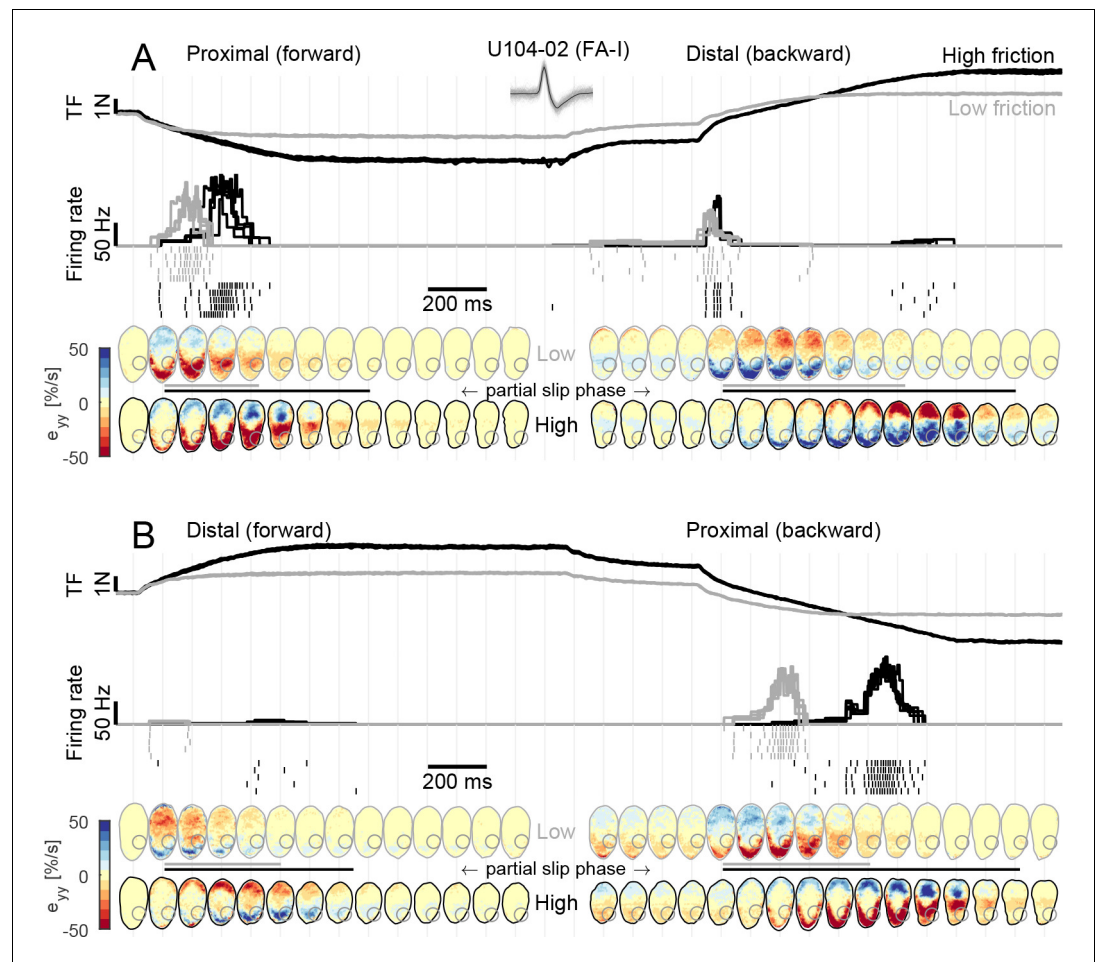 A
Proximal (forward)
U104-02 (FA-I)
Distal (backward)
High friction
Low friction
TF
1N
Firing rate
50 Hz
200 ms
50
0
-50
e yy [%/s]
Low
← partial slip phase →
High
B
Distal (forward)
Proximal (backward)
TF
1N
Firing rate
50 Hz
200 ms
50
0
-50
e yy [%/s]
Low
← partial slip phase →
High